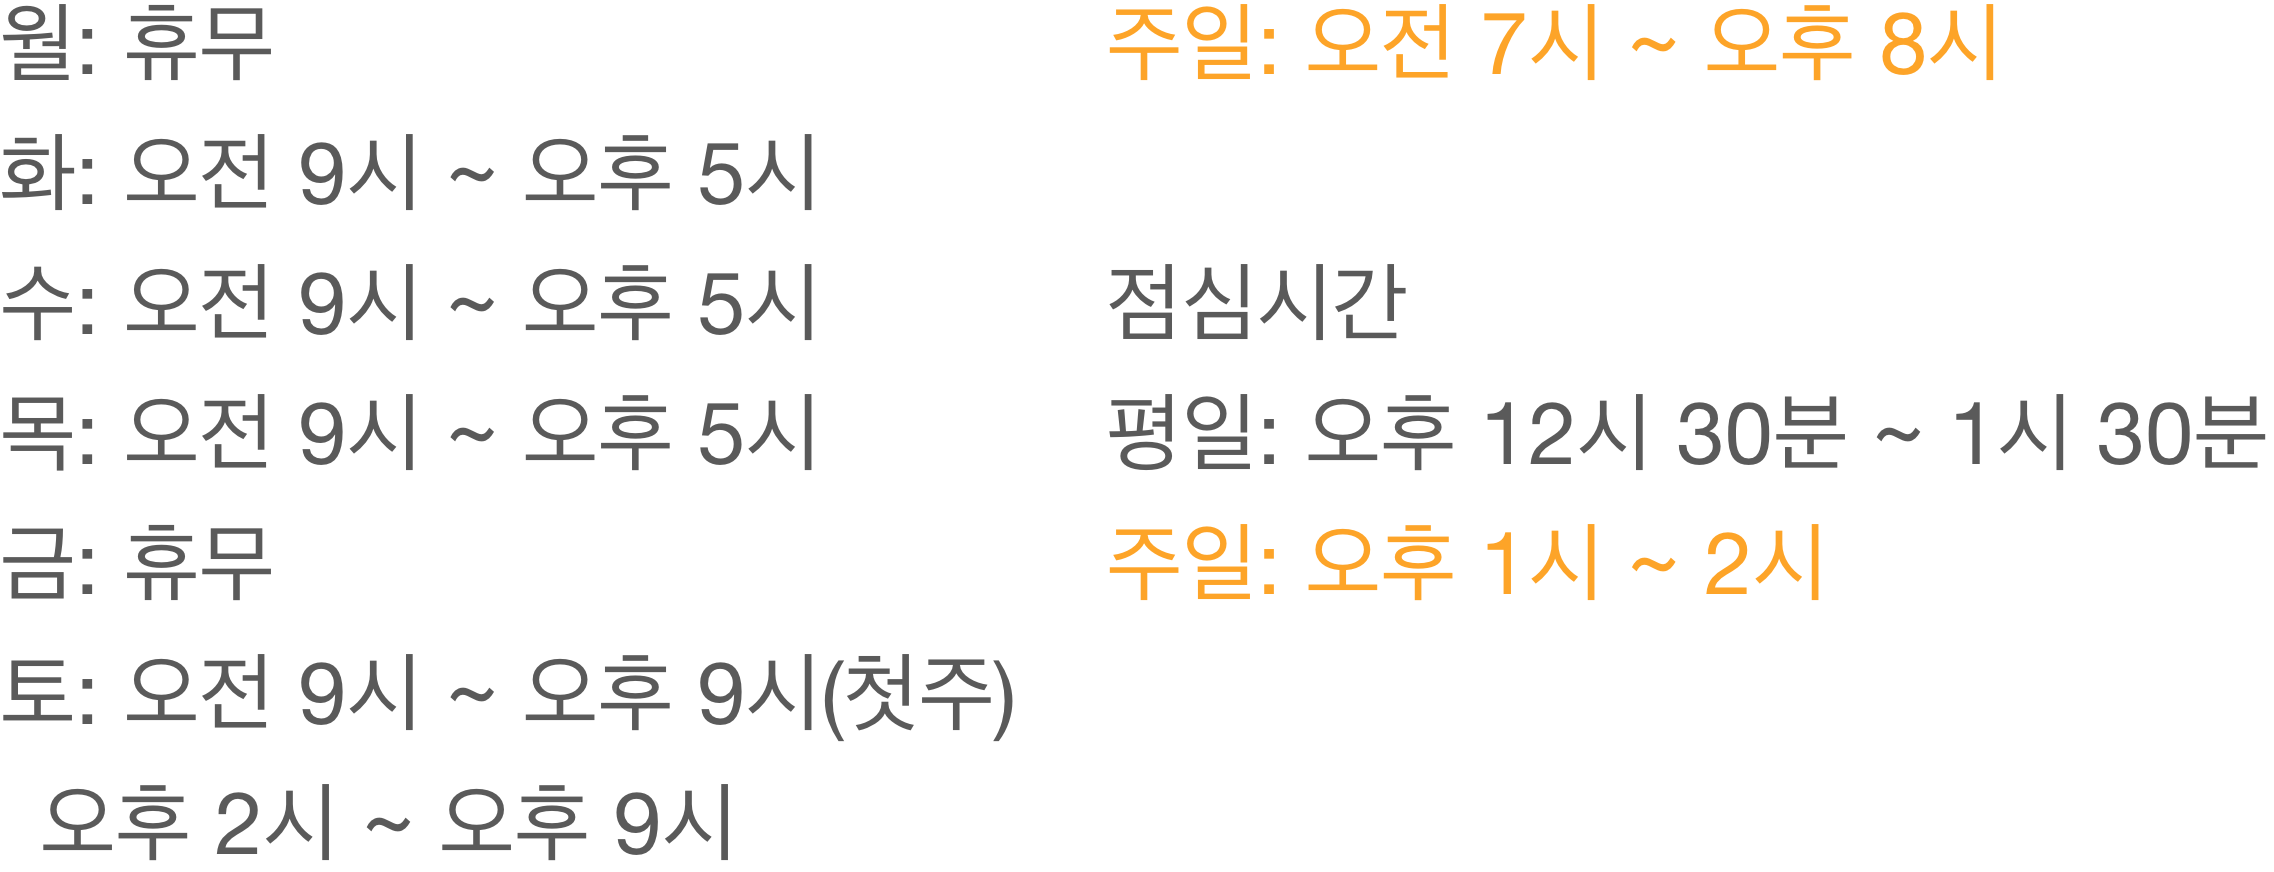 월: 휴무
화: 오전 9시 ~ 오후 5시
수: 오전 9시 ~ 오후 5시
목: 오전 9시 ~ 오후 5시
금: 휴무
토: 오전 9시 ~ 오후 9시(첫주)
오후 2시 ~ 오후 9시
주일: 오전 7시 ~ 오후 8시
점심시간
평일: 오후 12시 30분 ~ 1시 30분
주일: 오후 1시 ~ 2시